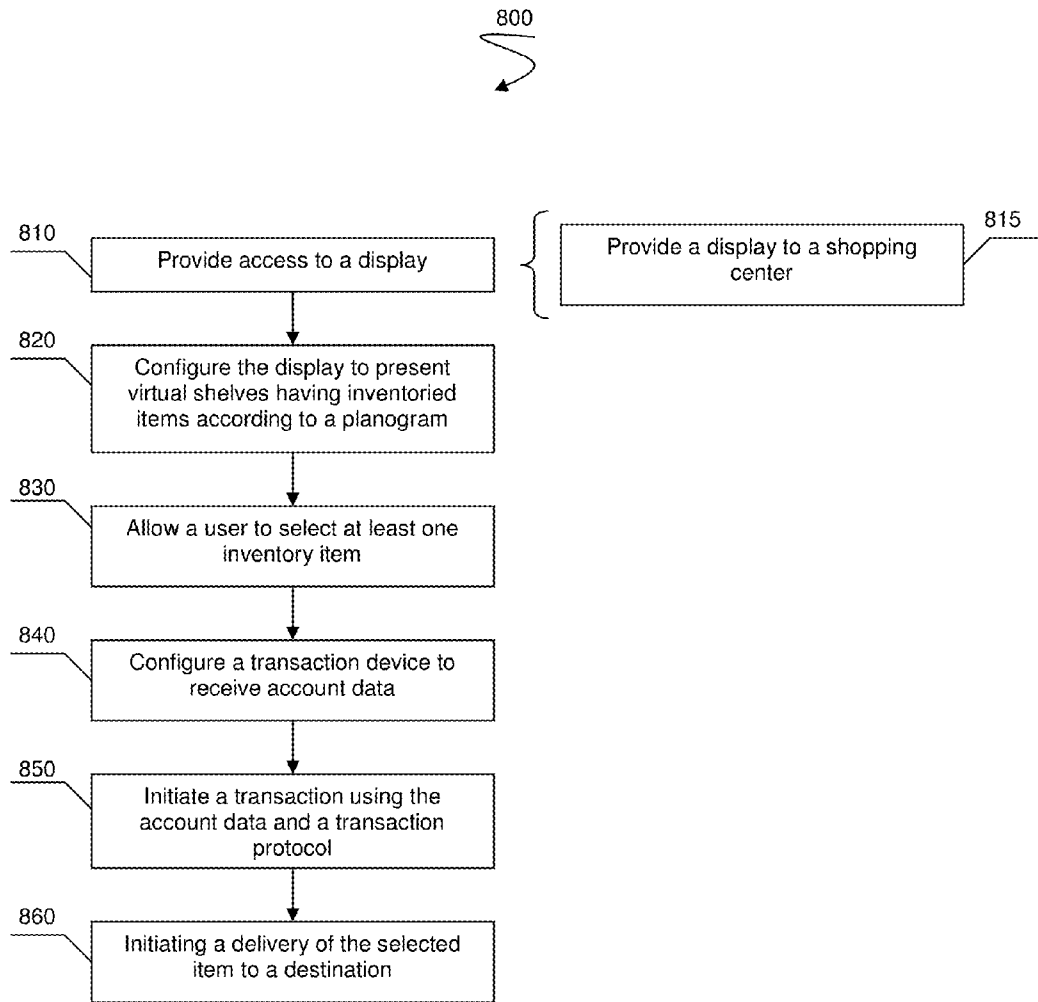 800
810
Provide access to a display
815
Provide a display to a shopping
center
820
Configure the display to present
virtual shelves having inventoried
items according to a planogram
830
Allow a user to select at least one
inventory item
840
Configure a transaction device to
receive account data
850
Initiate a transaction using the
account data and a transaction
protocol
860
Initiating a delivery of the selected
item to a destination